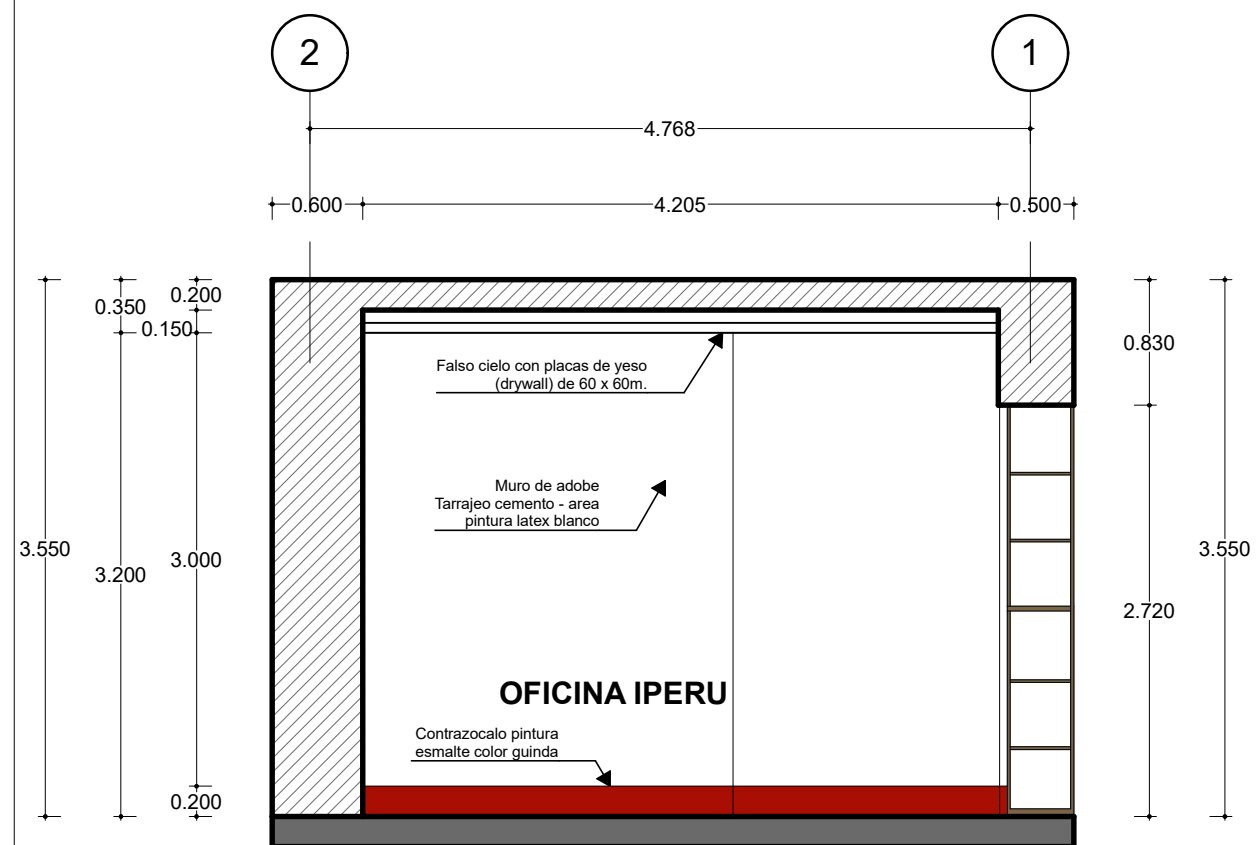 2
1
4.768
0.600
4.205
0.500
0.350
0.200
0.150
0.830
Falso cielo con placas de yeso
(drywall) de 60 x 60m.
Muro de adobe
Tarrajeo cemento - area
pintura latex blanco
3.550
3.200
3.000
3.550
2.720
OFICINA IPERU
Contrazocalo pintura
esmalte color guinda
0.200